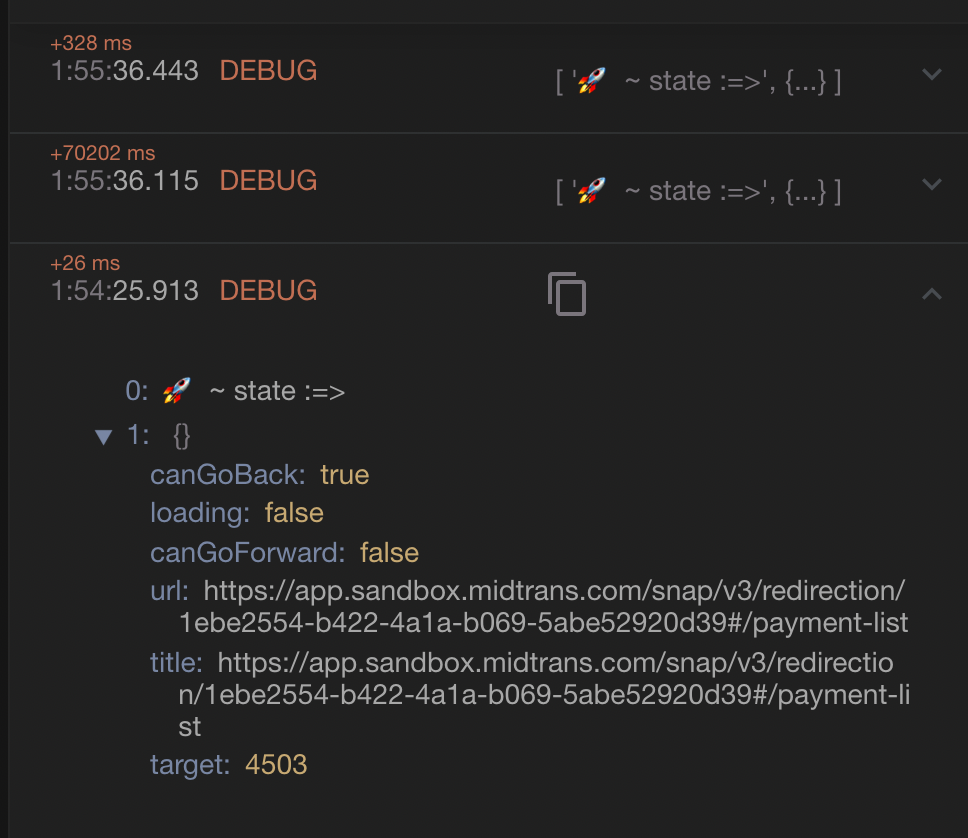 +328 ms
1:55:36.443 DEBUG
[ '🚀 ~ state :=>', {...} ]
+70202 ms
1:55:36.115 DEBUG
[ '🚀 ~ state :=>', {...} ]
+26 ms
1:54:25.913 DEBUG
0: 🚀 ~ state :=>
▼ 1: {}
canGoBack: true
loading: false
canGoForward: false
url: https://app.sandbox.midtrans.com/snap/v3/redirection/
1ebe2554-b422-4a1a-b069-5abe52920d39#/payment-list
title: https://app.sandbox.midtrans.com/snap/v3/redirectio
n/1ebe2554-b422-4a1a-b069-5abe52920d39#/payment-li
st
target: 4503